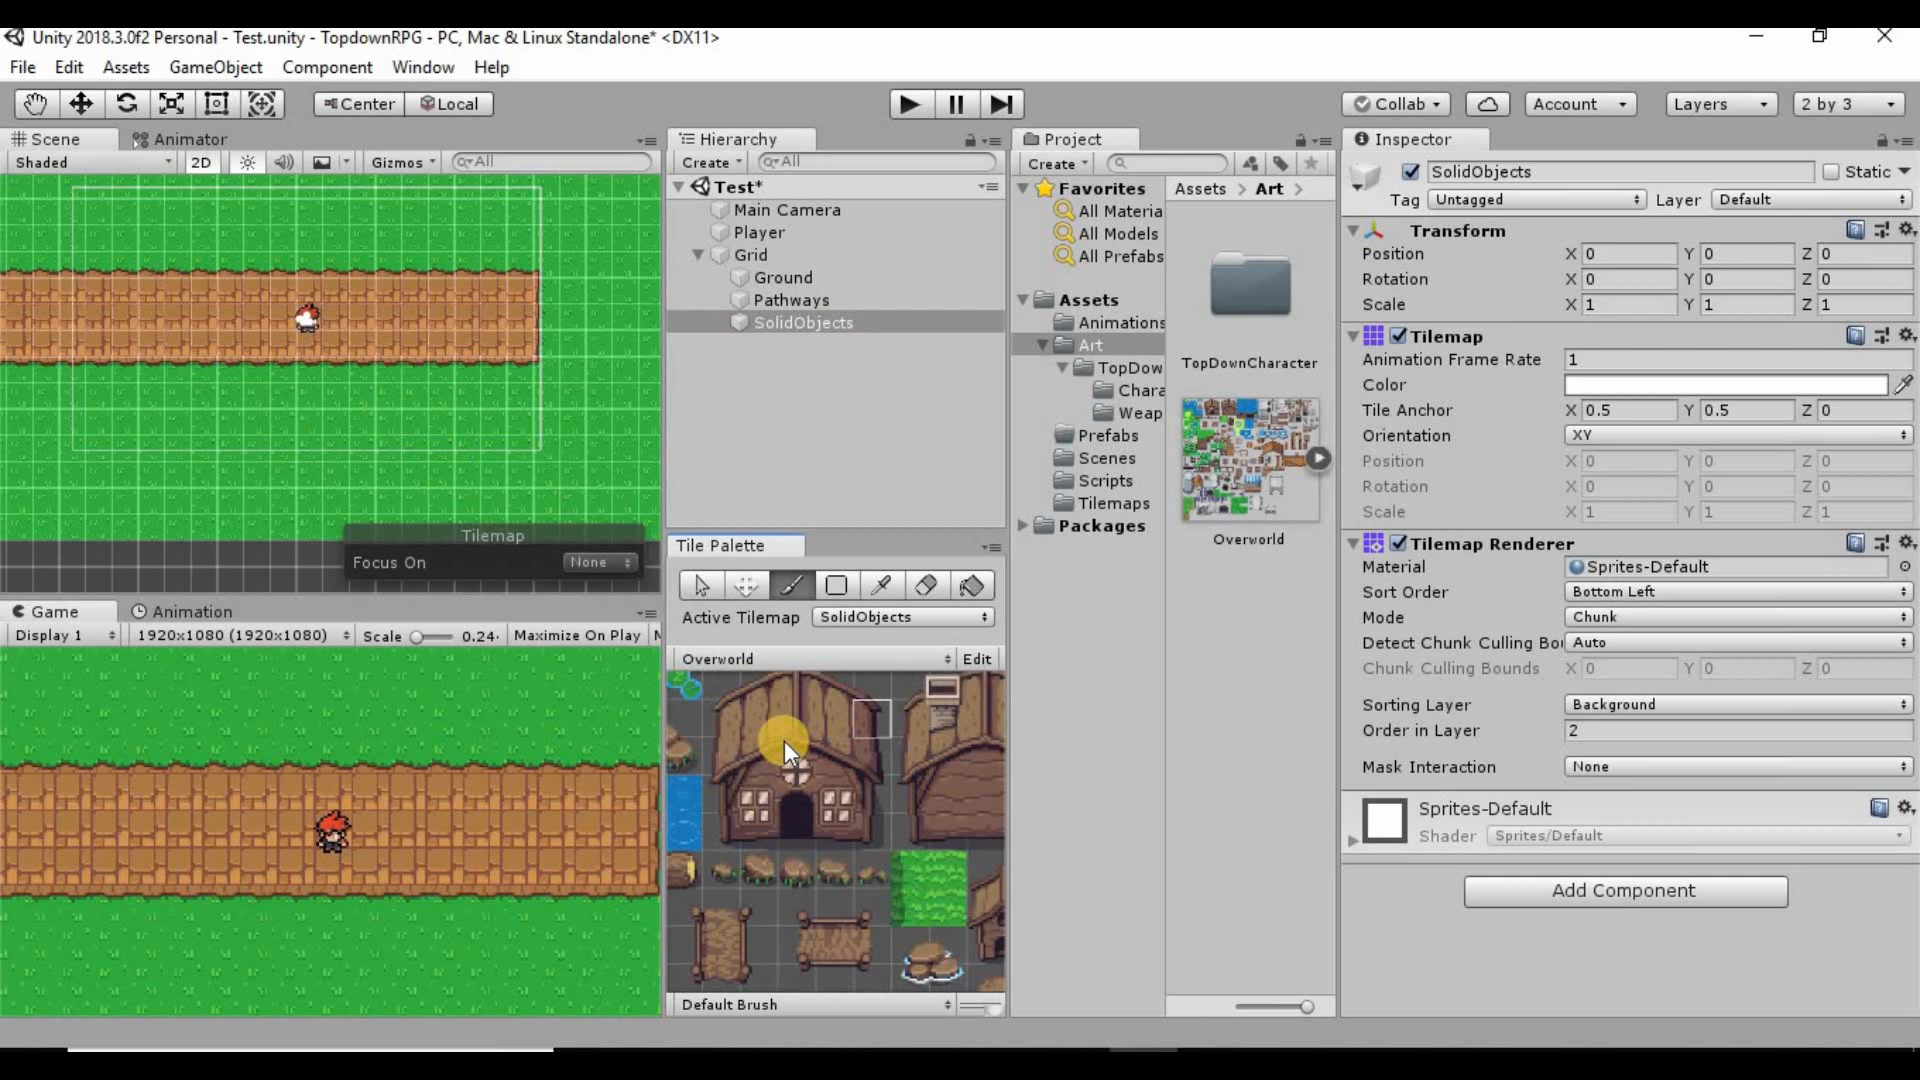 Unity 2018.3.0f2 Personal - Test.unity - TopdownRPG - PC, Mac & Linux Standalone* <DX11>
File Edit Assets GameObject Component Window Help
Center Local
Collab Account Layers 2 by 3
Scene Animator
Shaded 2D Gizmos All
Tilemap
Focus On None
Game Animation
Display 1 1920x1080 (1920x1080) Scale 0.24 Maximize On Play
Hierarchy
Create All
Test*
Main Camera
Player
Grid
Ground
Pathways
SolidObjects
Tile Palette
Active Tilemap SolidObjects
Overworld Edit
Default Brush
Project
Create
Favorites
All Materia
All Models
All Prefabs
Assets
Animations
Art
TopDow
Chara
Weap
Prefabs
Scenes
Scripts
Tilemaps
Packages
Assets > Art >
TopDownCharacter
Overworld
Inspector
SolidObjects Static
Tag Untagged Layer Default
Transform
Position X 0 Y 0 Z 0
Rotation X 0 Y 0 Z 0
Scale X 1 Y 1 Z 1
Tilemap
Animation Frame Rate 1
Color
Tile Anchor X 0.5 Y 0.5 Z 0
Orientation XY
Position X 0 Y 0 Z 0
Rotation X 0 Y 0 Z 0
Scale X 1 Y 1 Z 1
Tilemap Renderer
Material Sprites-Default
Sort Order Bottom Left
Mode Chunk
Detect Chunk Culling Bo Auto
Chunk Culling Bounds X 0 Y 0 Z 0
Sorting Layer Background
Order in Layer 2
Mask Interaction None
Sprites-Default
Shader Sprites/Default
Add Component